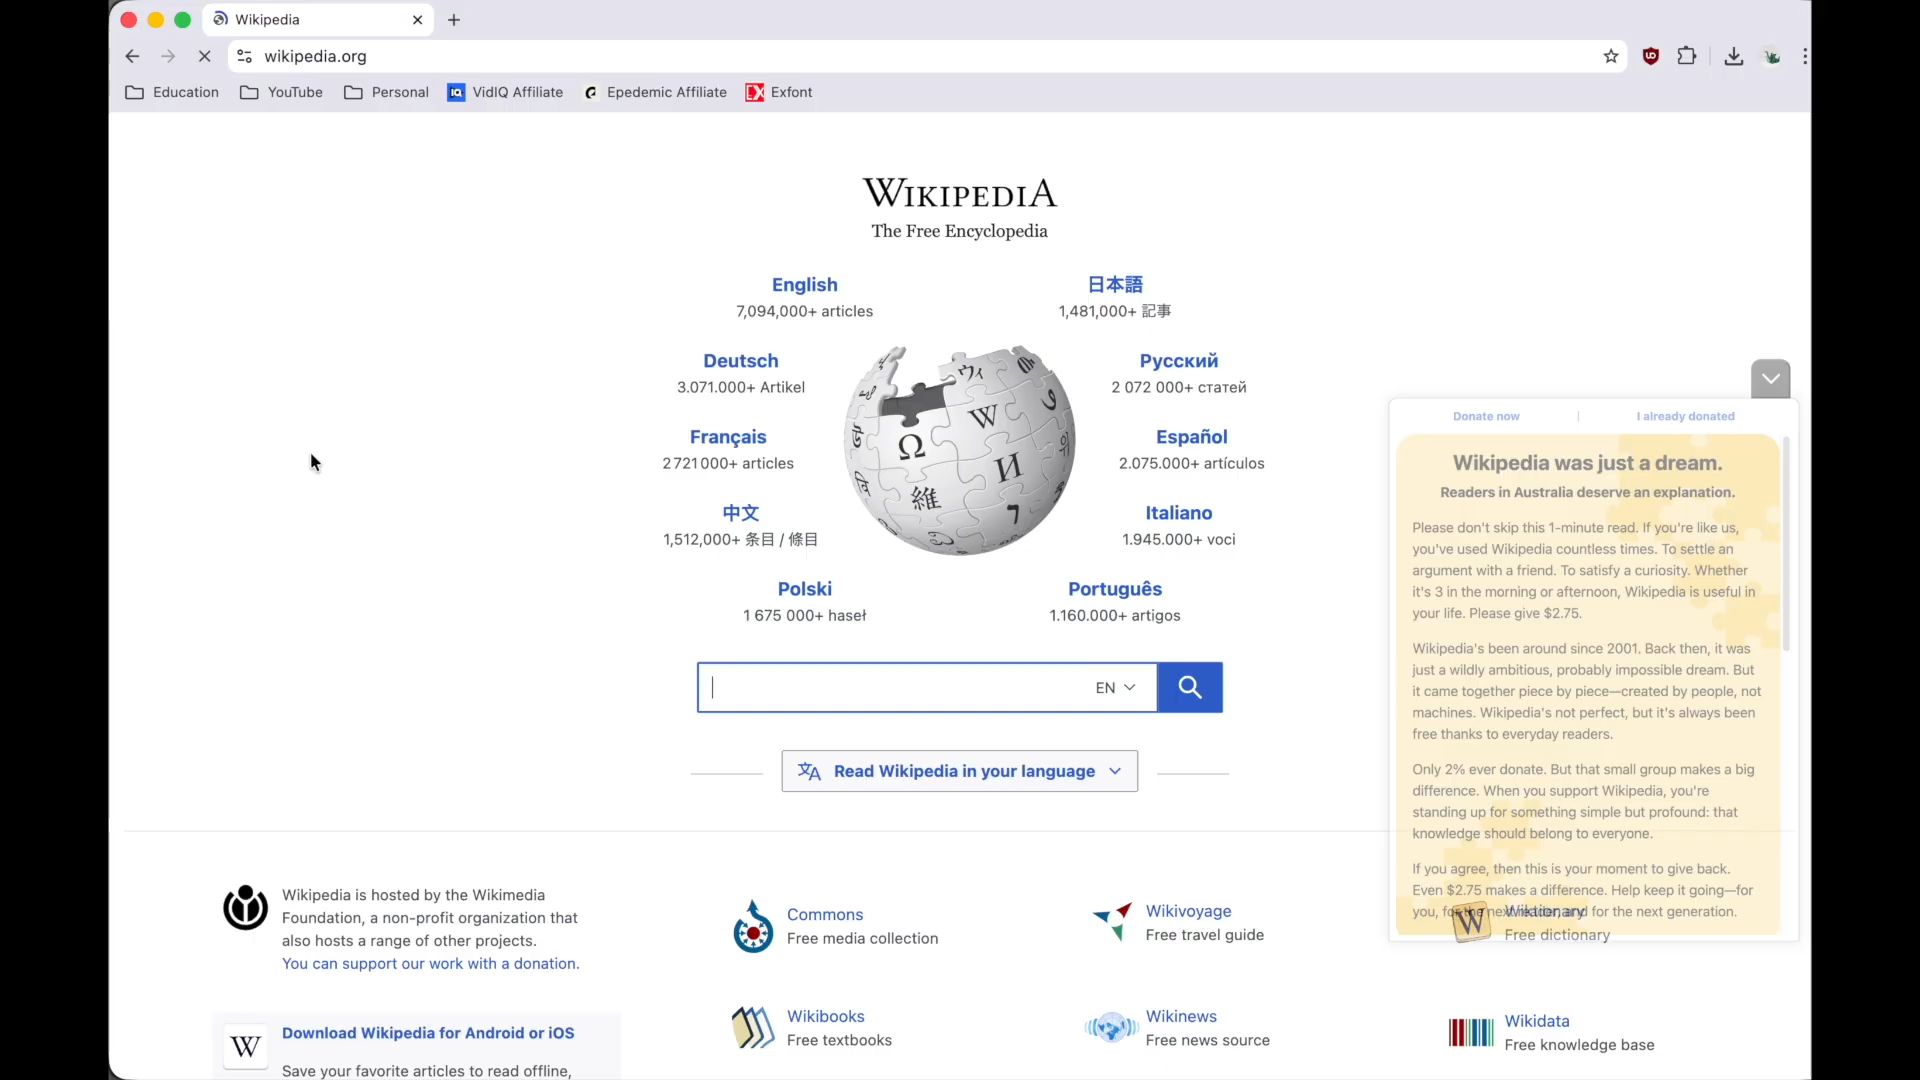 Wikipedia
wikipedia.org
Education YouTube Personal VidIQ Affiliate Epedemic Affiliate Exfont
WIKIPEDIA
The Free Encyclopedia
English
7,094,000+ articles
日本語
1,481,000+ 記事
Deutsch
3.071.000+ Artikel
Русский
2 072 000+ статей
Français
2 721 000+ articles
Español
2.075.000+ artículos
中文
1,512,000+ 条目 / 條目
Italiano
1.945.000+ voci
Polski
1 675 000+ haseł
Português
1.160.000+ artigos
EN
Read Wikipedia in your language
Donate now | I already donated
Wikipedia was just a dream.
Readers in Australia deserve an explanation.
Please don't skip this 1-minute read. If you're like us,
you've used Wikipedia countless times. To settle an
argument with a friend. To satisfy a curiosity. Whether
it's 3 in the morning or afternoon, Wikipedia is useful in
your life. Please give $2.75.
Wikipedia's been around since 2001. Back then, it was
just a wildly ambitious, probably impossible dream. But
it came together piece by piece—created by people, not
machines. Wikipedia's not perfect, but it's always been
free thanks to everyday readers.
Only 2% ever donate. But that small group makes a big
difference. When you support Wikipedia, you're
standing up for something simple but profound: that
knowledge should belong to everyone.
If you agree, then this is your moment to give back.
Even $2.75 makes a difference. Help keep it going—for
you, for the next reader, and for the next generation.
Wikipedia is hosted by the Wikimedia
Foundation, a non-profit organization that
also hosts a range of other projects.
You can support our work with a donation.
Download Wikipedia for Android or iOS
Save your favorite articles to read offline,
Commons
Free media collection
Wikivoyage
Free travel guide
Wiktionary
Free dictionary
Wikibooks
Free textbooks
Wikinews
Free news source
Wikidata
Free knowledge base